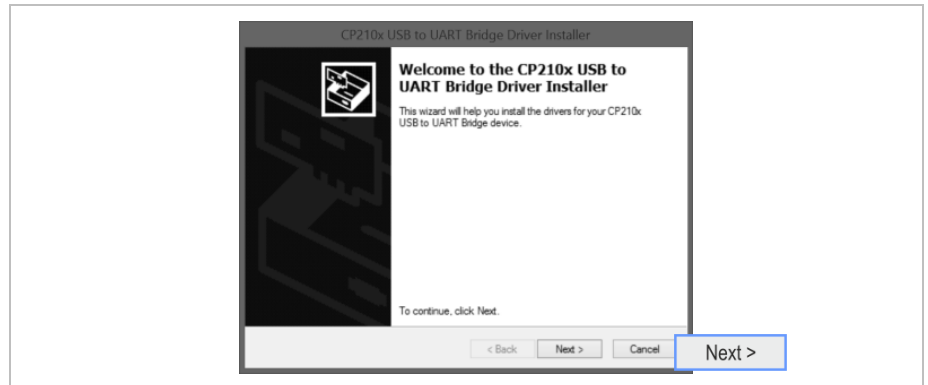 CP210x USB to UART Bridge Driver Installer
Welcome to the CP210x USB to
UART Bridge Driver Installer
This wizard will help you install the drivers for your CP210x
USB to UART Bridge device.
To continue, click Next.
< Back Next > Cancel
Next >